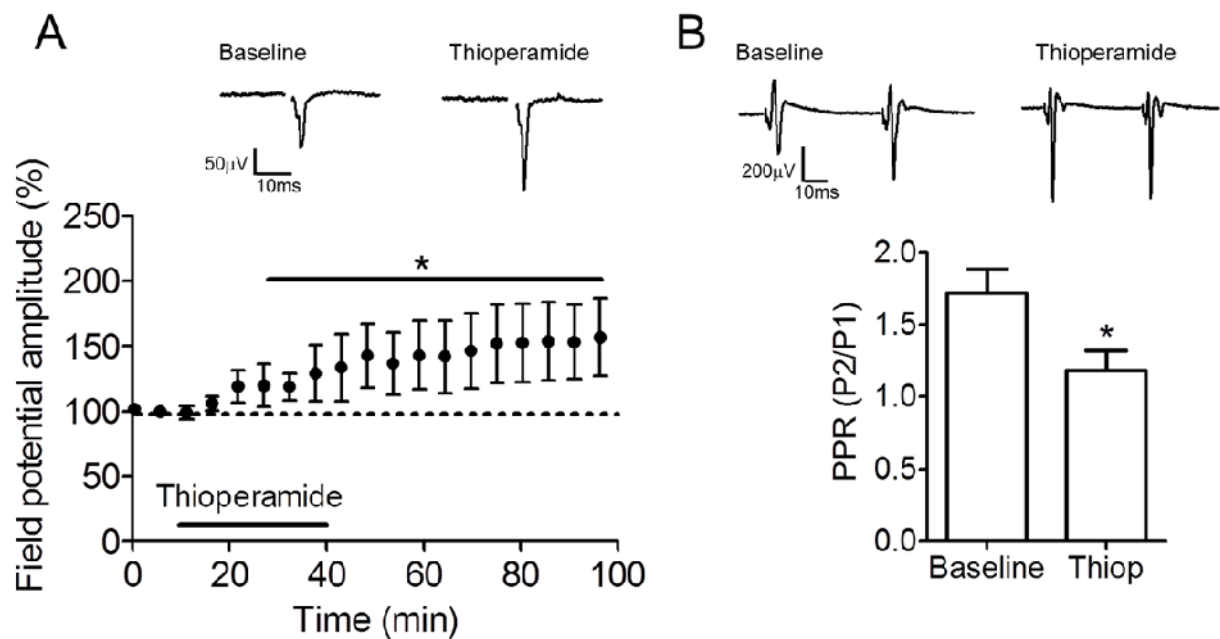 A
Baseline
Thioperamide
50µV
10ms
Field potential amplitude (%)
250
200
150
100
50
0
*
Thioperamide
0
20
40
60
80
100
Time (min)
B
Baseline
Thioperamide
200µV
10ms
PPR (P2/P1)
2.0
1.5
1.0
0.5
0.0
*
Baseline
Thiop